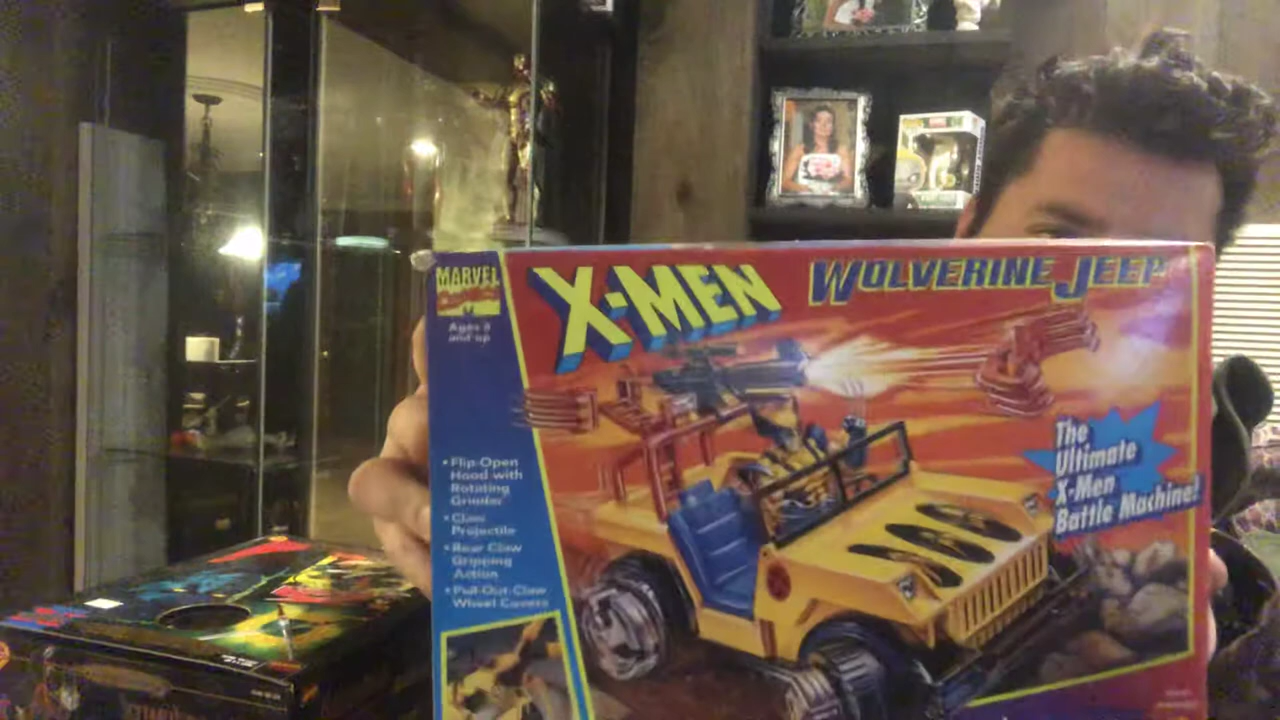 MARVEL
Ages 5
and up
X-MEN
WOLVERINE JEEP
The
Ultimate
X-Men
Battle Machine!
• Flip-Open
Hood with
Rotating
Grinder
• Claw
Projectile
• Rear Claw
Gripping
Action
• Pull-Out Claw
Wheel Covers